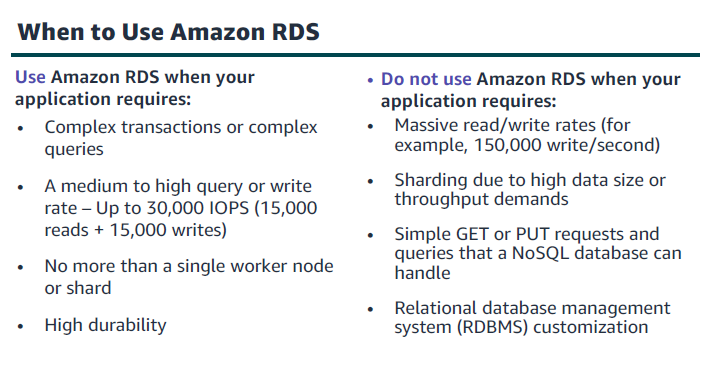 When to Use Amazon RDS
Use Amazon RDS when your
application requires:
• Complex transactions or complex
queries
• A medium to high query or write
rate – Up to 30,000 IOPS (15,000
reads + 15,000 writes)
• No more than a single worker node
or shard
• High durability
• Do not use Amazon RDS when your
application requires:
• Massive read/write rates (for
example, 150,000 write/second)
• Sharding due to high data size or
throughput demands
• Simple GET or PUT requests and
queries that a NoSQL database can
handle
• Relational database management
system (RDBMS) customization